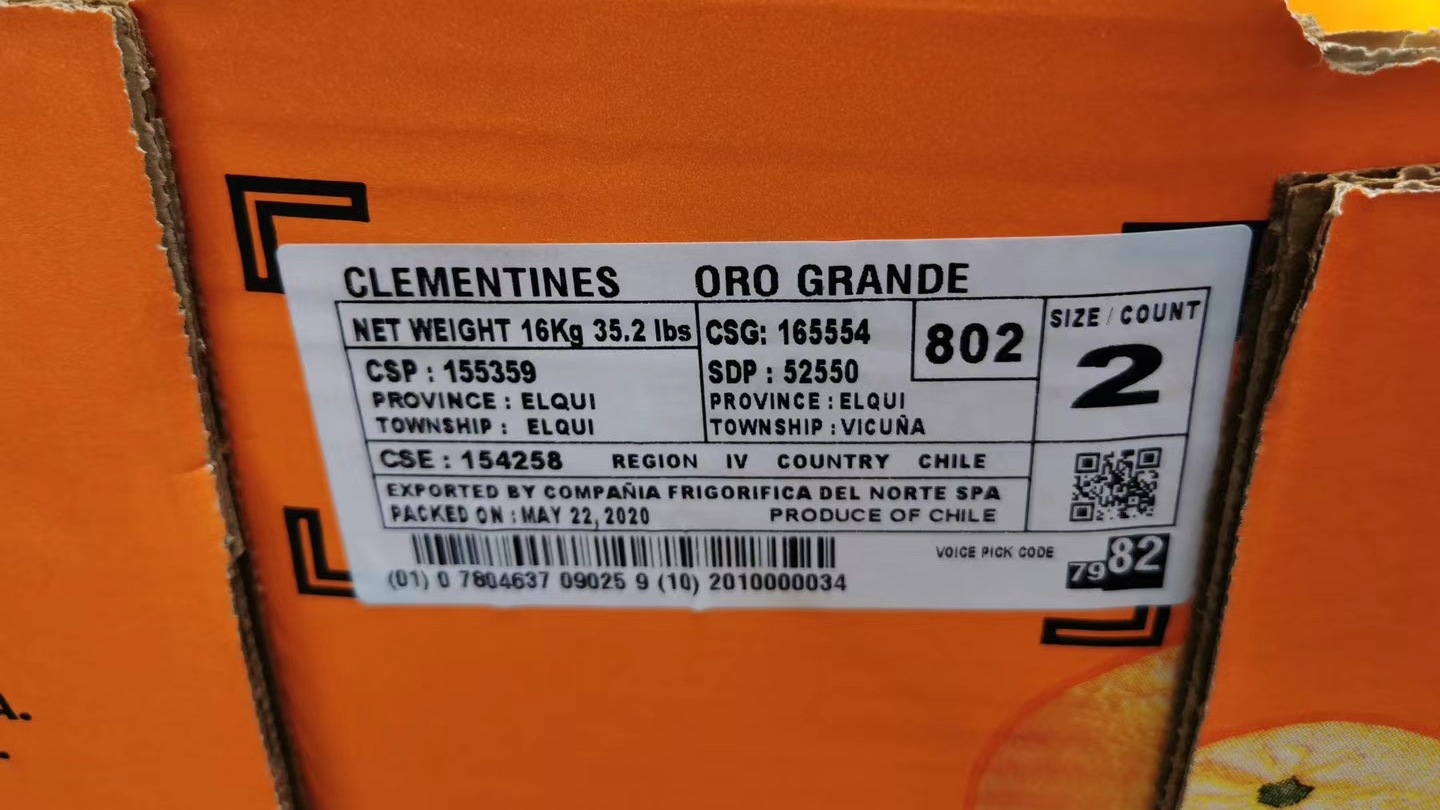 CLEMENTINES ORO GRANDE
NET WEIGHT 16Kg 35.2 lbs
CSP : 155359
PROVINCE : ELQUI
TOWNSHIP : ELQUI
CSG: 165554
SDP : 52550
PROVINCE : ELQUI
TOWNSHIP : VICUÑA
802
SIZE / COUNT
2
CSE : 154258 REGION IV COUNTRY CHILE
EXPORTED BY COMPAÑIA FRIGORIFICA DEL NORTE SPA
PACKED ON : MAY 22, 2020 PRODUCE OF CHILE
(01) 0 7804637 09025 9 (10) 2010000034
VOICE PICK CODE
7982
A.